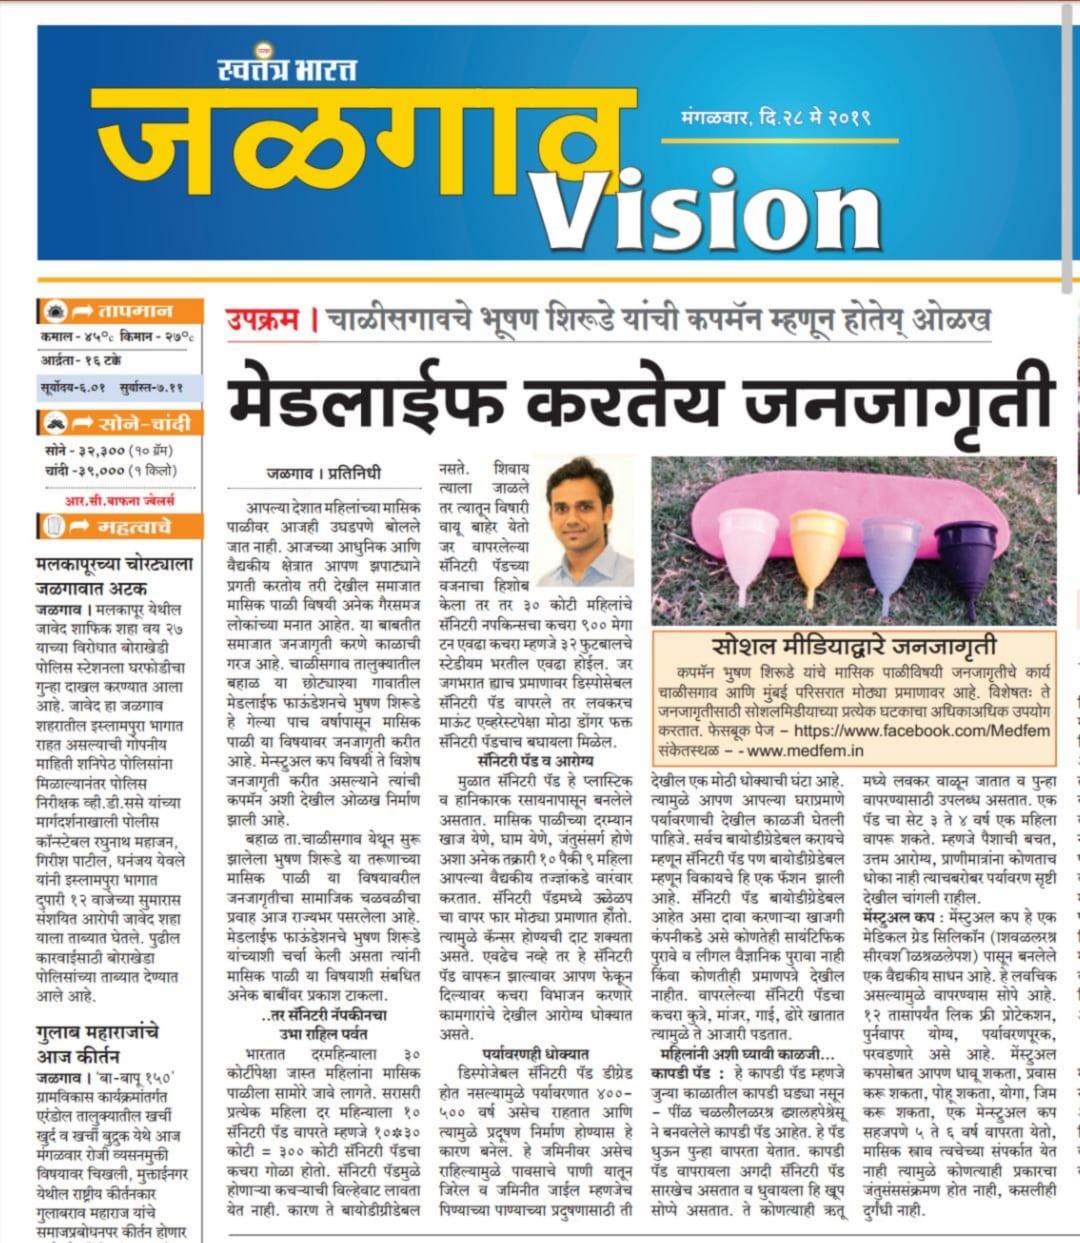 स्वतंत्र भारत
जळगाव
Vision
मंगळवार, दि.२८ मे २०१९
तापमान
कमाल - ४५°c किमान - २७°c
आर्द्रता- १६ टक्के
सूर्योदय-६.०१ सुर्यास्त-७.११
सोने-चांदी
सोने - ३२,३०० (१० ग्रॅम)
चांदी -३९,००० (१ किलो)
आर.सी.बाफना ज्वेलर्स
महत्वाचे
मलकापूरच्या चोरट्याला
जळगावात अटक
जळगाव । मलकापूर येथील
जावेद शाफिक शहा वय २७
याच्या विरोधात बोराखेडी
पोलिस स्टेशनला घरफोडीचा
गुन्हा दाखल करण्यात आला
आहे. जावेद हा जळगाव
शहरातील इस्लामपुरा भागात
राहत असल्याची गोपनीय
माहिती शनिपेट पोलिसांना
मिळाल्यानंतर पोलिस
निरीक्षक व्ही.डी.ससे यांच्या
मार्गदर्शनाखाली पोलीस
कॉन्स्टेबल रघुनाथ महाजन,
गिरीश पाटील, धनंजय येवले
यांनी इस्लामपुरा भागात
दुपारी १२ वाजेच्या सुमारास
संशयित आरोपी जावेद शहा
याला ताब्यात घेतले. पुढील
कारवाईसाठी बोराखेडी
पोलिसांच्या ताब्यात देण्यात
आले आहे.
गुलाब महाराजांचे
आज कीर्तन
जळगाव । 'बा-बापू १५०'
ग्रामविकास कार्यक्रमांतर्गत
एरंडोल तालुक्यातील खर्ची
खुर्द व खर्ची बुद्रुक येथे आज
मंगळवार रोजी व्यसनमुक्ती
विषयावर चिखली, मुक्ताईनगर
येथील राष्ट्रीय कीर्तनकार
गुलाबराव महाराज यांचे
समाजप्रबोधनपर कीर्तन होणार
उपक्रम । चाळीसगावचे भूषण शिरूडे यांची कपमॅन म्हणून होतेय् ओळख
मेडलाईफ करतेय जनजागृती
जळगाव । प्रतिनिधी
आपल्या देशात महिलांच्या मासिक
पाळीवर आजही उघडपणे बोलले
जात नाही. आजच्या आधुनिक आणि
वैद्यकीय क्षेत्रात आपण झपाट्याने
प्रगती करतोय तरी देखील समाजात
मासिक पाळी विषयी अनेक गैरसमज
लोकांच्या मनात आहेत. या बाबतीत
समाजात जनजागृती करणे काळाची
गरज आहे. चाळीसगाव तालुक्यातील
बहाळ या छोट्याश्या गावातील
मेडलाईफ फाऊंडेशनचे भुषण शिरूडे
हे गेल्या पाच वर्षापासून मासिक
पाळी या विषयावर जनजागृती करीत
आहे. मेन्स्ट्रुअल कप विषयी ते विशेष
जनजागृती करीत असल्याने त्यांची
कपमॅन अशी देखील ओळख निर्माण
झाली आहे.
बहाळ ता.चाळीसगाव येथून सुरू
झालेला भुषण शिरूडे या तरूणाच्या
मासिक पाळी या विषयावरील
जनजागृतीचा सामाजिक चळवळीचा
प्रवाह आज राज्यभर पसरलेला आहे.
मेडलाईफ फाऊंडेशनचे भुषण शिरूडे
यांच्याशी चर्चा केली असता त्यांनी
मासिक पाळी या विषयाशी संबधित
अनेक बाबींवर प्रकाश टाकला.
..तर सॅनिटरी नॅपकीनचा
उभा राहिल पर्वत
भारतात दरमहिन्याला ३०
कोटींपेक्षा जास्त महिलांना मासिक
पाळीला सामोरे जावे लागते. सरासरी
प्रत्येक महिला दर महिन्याला १०
सॅनिटरी पॅड वापरते म्हणजे १०*३०
कोटी = ३०० कोटी सॅनिटरी पॅडचा
कचरा गोळा होतो. सॅनिटरी पॅडमुळे
होणाऱ्या कचऱ्याची विल्हेवाट लावता
येत नाही. कारण ते बायोडीग्रीडेबल
नसते. शिवाय
त्याला जाळले
तर त्यातून विषारी
वायू बाहेर येतो
जर वापरलेल्या
सॅनिटरी पॅडच्या
वजनाचा हिशोब
केला तर तर ३० कोटी महिलांचे
सॅनिटरी नपकिन्सचा कचरा ९०० मेगा
टन एवढा कचरा म्हणजे ३२ फुटबालचे
स्टेडीयम भरतील एवढा होईल. जर
जगभरात ह्याच प्रमाणावर डिस्पोसेबल
सॅनिटरी पॅड वापरले तर लवकरच
माऊंट एव्हरेस्टपेक्षा मोठा डोंगर फक्त
सॅनिटरी पॅडचाच बघायला मिळेल.
सॅनिटरी पॅड व आरोग्य
मुळात सॅनिटरी पॅड हे प्लास्टिक
व हानिकारक रसायनापासून बनलेले
असतात. मासिक पाळीच्या दरम्यान
खाज येणे, घाम येणे, जंतुसंसर्ग होणे
अशा अनेक तक्रारी १० पैकी ९ महिला
आपल्या वैद्यकीय तज्ज्ञांकडे वारंवार
करतात. सॅनिटरी पॅडमध्ये
चा वापर फार मोठ्या प्रमाणात होतो.
त्यामुळे कॅन्सर होण्यची दाट शक्यता
असते. एवढेच नव्हे तर हे सॅनिटरी
पॅड वापरून झाल्यावर आपण फेकून
दिल्यावर कचरा विभाजन करणारे
कामगारांचे देखील आरोग्य धोक्यात
असते.
पर्यावरणही धोक्यात
डिस्पोजेबल सॅनिटरी पॅड डीग्रेड
होत नसल्यामुळे पर्यावरणात ४००-
५०० वर्ष असेच राहतात आणि
त्यामुळे प्रदूषण निर्माण होण्यास हे
कारण बनेल. हे जमिनीवर असेच
राहिल्यामुळे पावसाचे पाणी यातून
जिरेल व जमिनीत जाईल म्हणजेच
पिण्याच्या पाण्याच्या प्रदुषणासाठी ती
सोशल मीडियाद्वारे जनजागृती
कपमॅन भुषण शिरूडे यांचे मासिक पाळीविषयी जनजागृतीचे कार्य
चाळीसगाव आणि मुंबई परिसरात मोठ्या प्रमाणावर आहे. विशेषतः ते
जनजागृतीसाठी सोशलमिडीयाच्या प्रत्येक घटकाचा अधिकाअधिक उपयोग
करतात. फेसबूक पेज - https://www.facebook.com/Medfem
संकेतस्थळ - - www.medfem.in
देखील एक मोठी धोक्याची घंटा आहे.
त्यामुळे आपण आपल्या घराप्रमाणे
पर्यावरणाची देखील काळजी घेतली
पाहिजे. सर्वच बायोडीग्रेडेबल करायचे
म्हणून सॅनिटरी पॅड पण बायोडीग्रेडेबल
म्हणून विकायचे हि एक फॅशन झाली
आहे. सॅनिटरी पॅड बायोडीग्रेडेबल
आहेत असा दावा करणाऱ्या खाजगी
कंपनीकडे असे कोणतेही सायंटिफिक
पुरावे व लीगल वैज्ञानिक पुरावा नाही
किंवा कोणतीही प्रमाणपत्रे देखील
नाहीत. वापरलेल्या सॅनिटरी पॅडचा
कचरा कुत्रे, मांजर, गाई, ढोरे खातात
त्यामुळे ते आजारी पडतात.
महिलांनी अशी घ्यावी काळजी...
कापडी पॅड : हे कापडी पॅड म्हणजे
जुन्या काळातील कापडी घड्या नसून
- पींळ चळलीलळरश्र ढशलहपेश्रेसू
ने बनवलेले कापडी पॅड आहेत. हे पॅड
धुऊन पुन्हा वापरता येतात. कापडी
पॅड वापरायला अगदी सॅनिटरी पॅड
सारखेच असतात व धुवायला हि खूप
सोप्पे असतात. ते कोणत्याही ऋतू
मध्ये लवकर वाळून जातात व पुन्हा
वापरण्यासाठी उपलब्ध असतात. एक
पॅड चा सेट ३ ते ४ वर्ष एक महिला
वापरू शकते. म्हणजे पैशाची बचत,
उत्तम आरोग्य, प्राणीमात्रांना कोणताच
धोका नाही त्याचबरोबर पर्यावरण सृष्टी
देखील चांगली राहील.
मेंस्ट्रुअल कप : मेंस्ट्रुअल कप हे एक
मेडिकल ग्रेड सिलिकॉन (शिवळलरश्र
सीरवशीळश्रळलेपश) पासून बनलेले
एक वैद्यकीय साधन आहे. हे लवचिक
असल्यामुळे वापरण्यास सोपे आहे.
१२ तासांपर्यंत लिक फ्री प्रोटेकशन,
पुर्नवापर योग्य, पर्यावरणपूरक,
परवडणारे असे आहे. मेंस्ट्रुअल
कपसोबत आपण धावू शकता, प्रवास
करू शकता, पोहू शकता, योगा, जिम
करू शकता, एक मेन्स्ट्रुअल कप
सहजपणे ५ ते ६ वर्ष वापरता येतो,
मासिक स्त्राव त्वचेच्या संपर्कात येत
नाही त्यामुळे कोणत्याही प्रकारचा
जंतुसंससंक्रमण होत नाही, कसलीही
दुर्गंधी नाही.